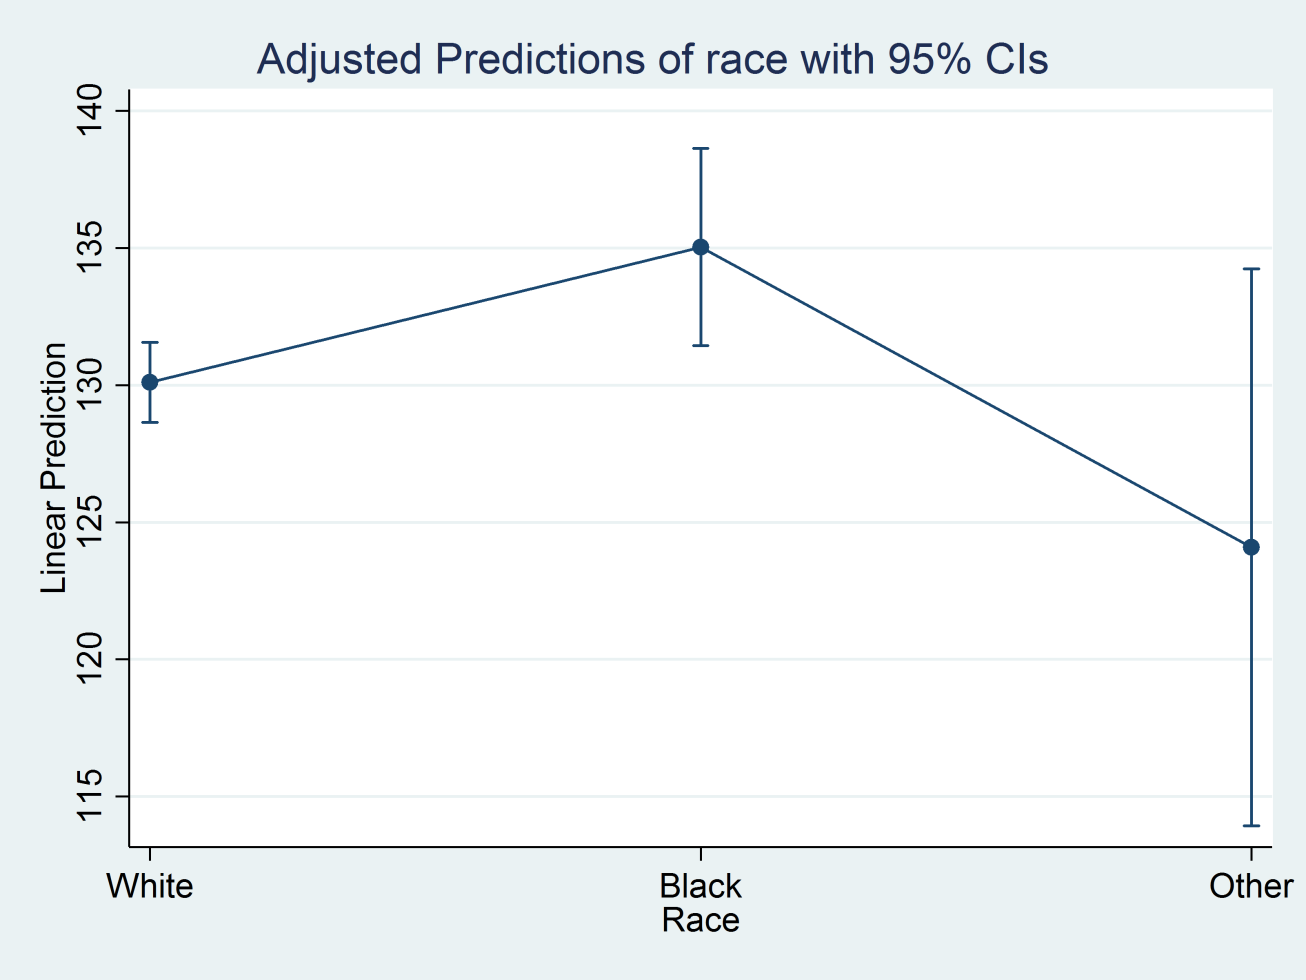 Adjusted Predictions of race with 95% CIs
140
135
130
125
120
115
Linear Prediction
White
Black
Other
Race